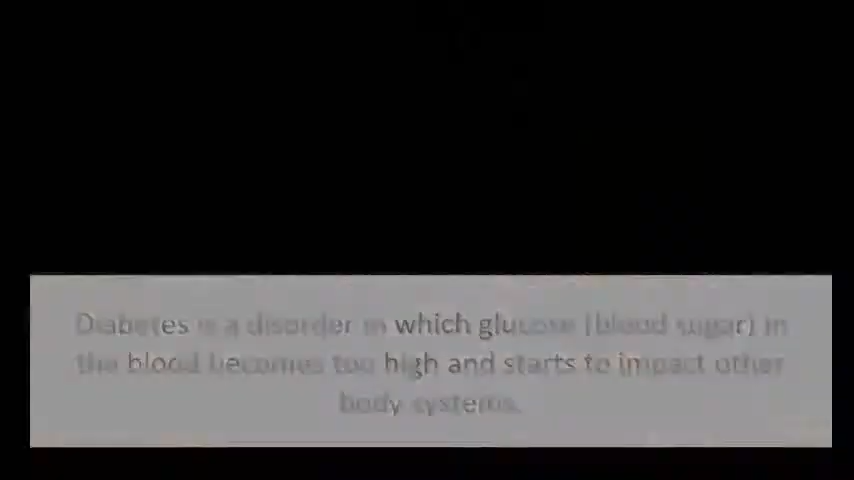 Diabetes is a disorder in which glucose (blood sugar) in
the blood becomes too high and starts to impact other
body systems.